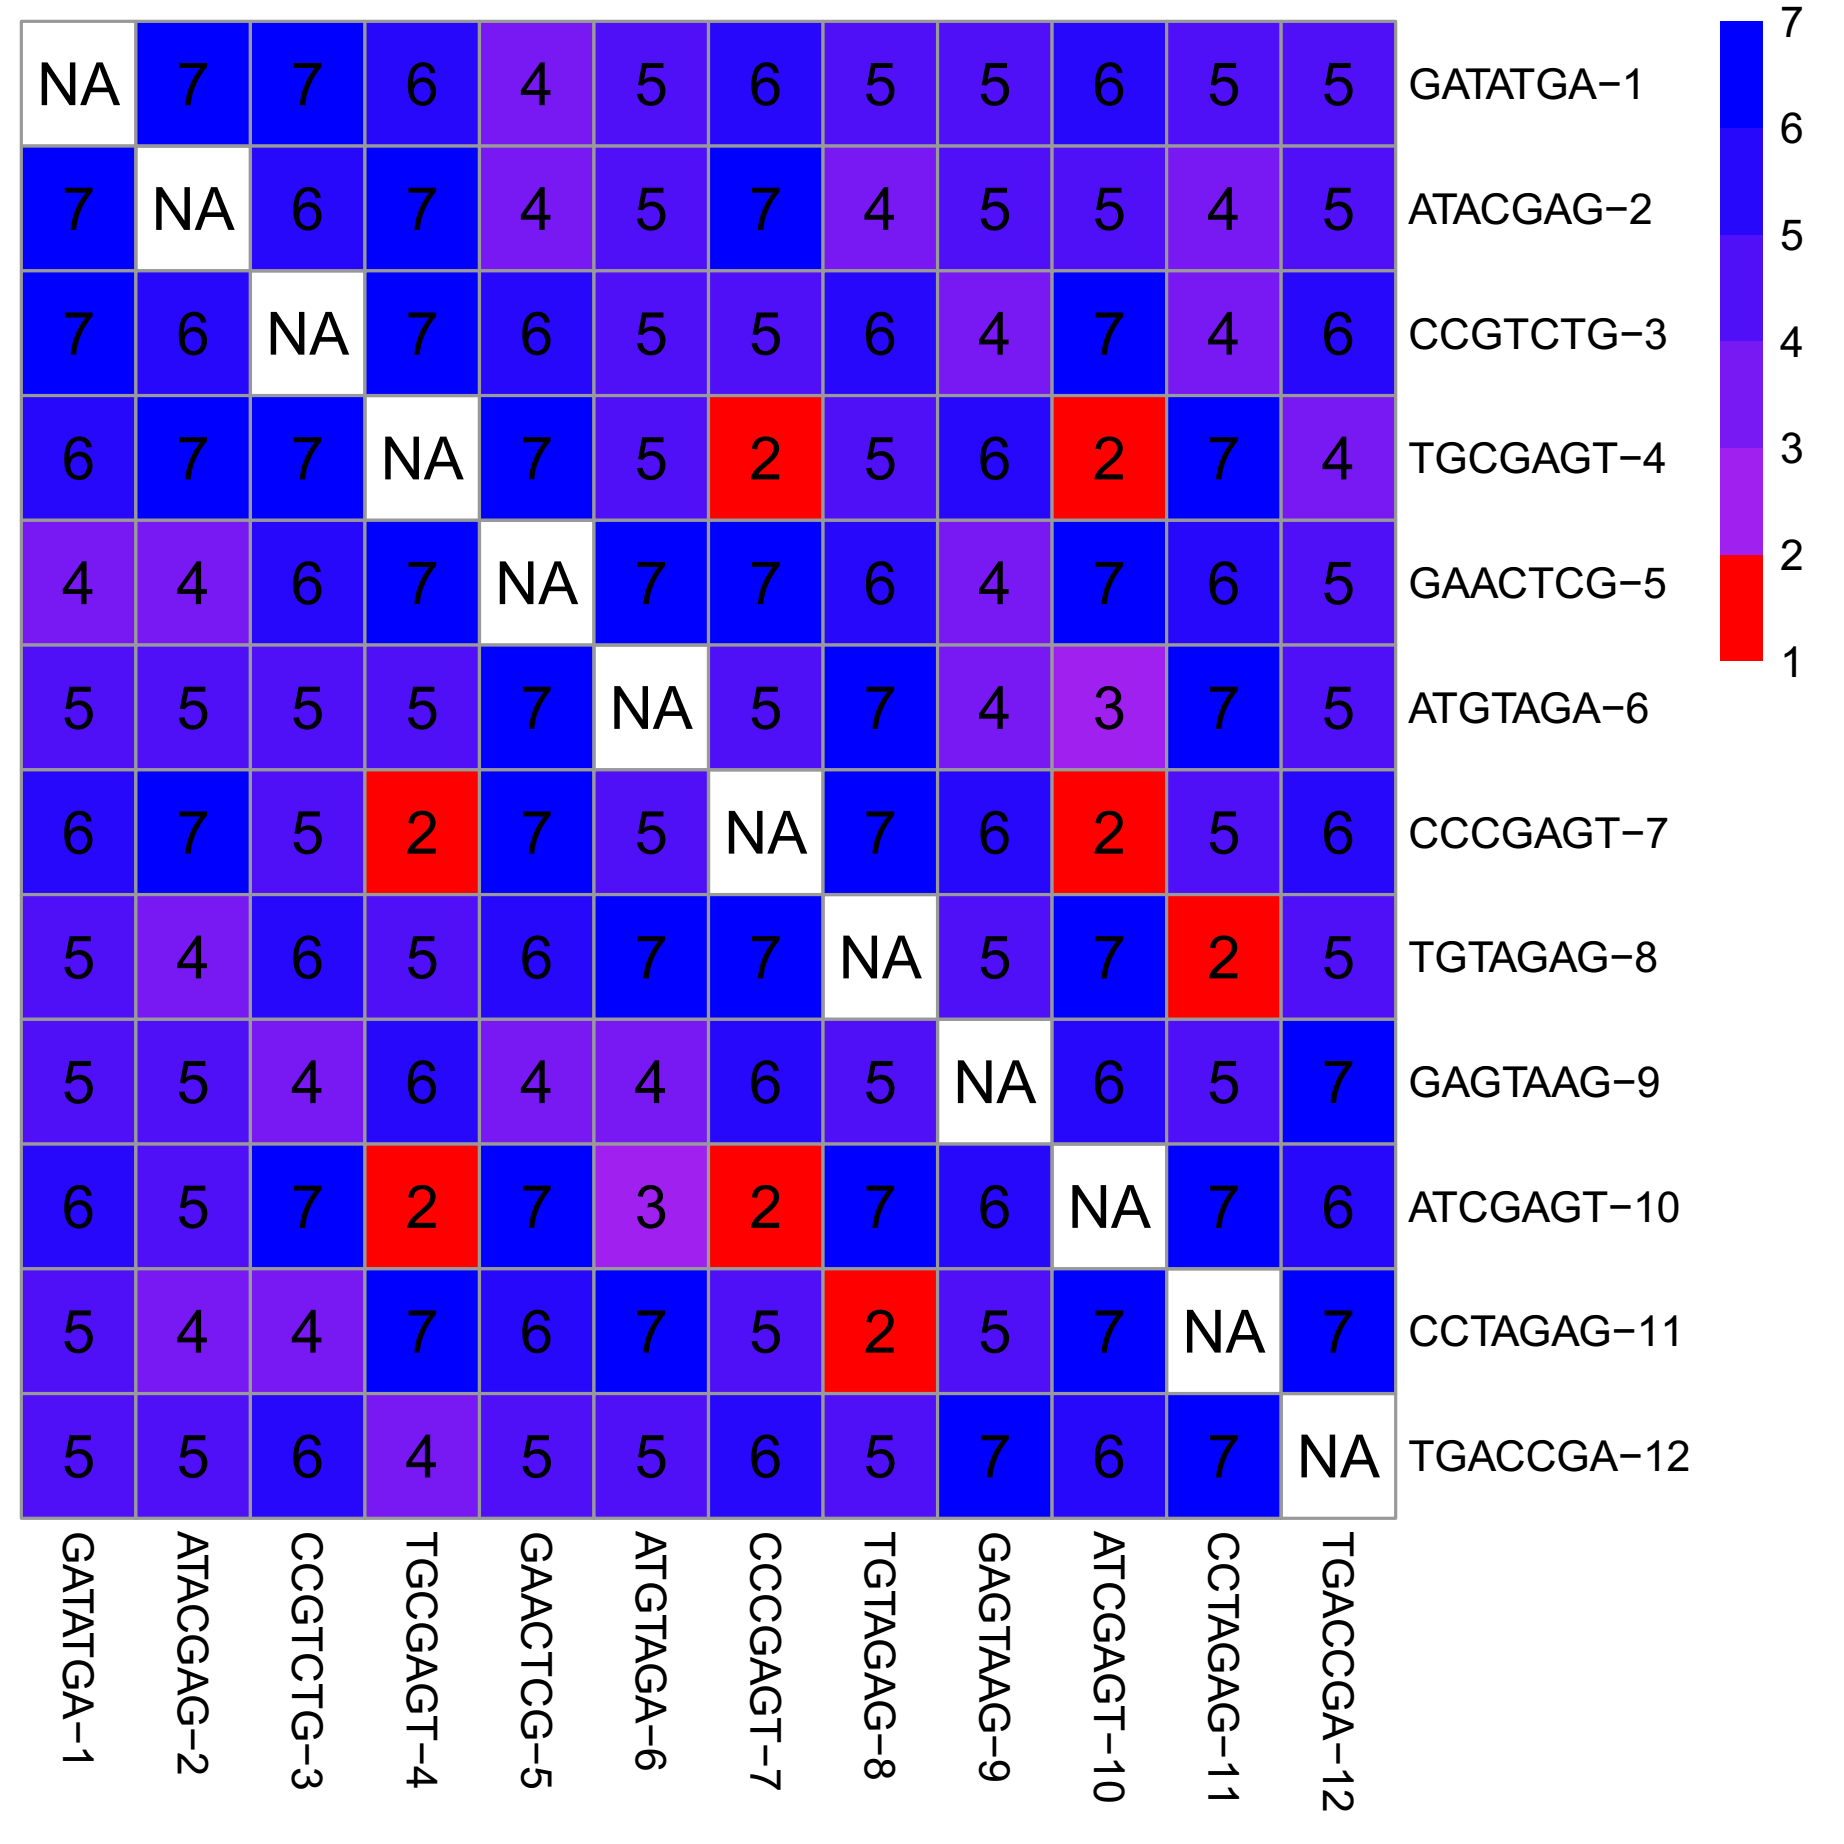 NA 7 7 6 4 5 6 5 5 6 5 5 GATATGA−1
7 NA 6 7 4 5 7 4 5 5 4 5 ATACGAG−2
7 6 NA 7 6 5 5 6 4 7 4 6 CCGTCTG−3
6 7 7 NA 7 5 2 5 6 2 7 4 TGCGAGT−4
4 4 6 7 NA 7 7 6 4 7 6 5 GAACTCG−5
5 5 5 5 7 NA 5 7 4 3 7 5 ATGTAGA−6
6 7 5 2 7 5 NA 7 6 2 5 6 CCCGAGT−7
5 4 6 5 6 7 7 NA 5 7 2 5 TGTAGAG−8
5 5 4 6 4 4 6 5 NA 6 5 7 GAGTAAG−9
6 5 7 2 7 3 2 7 6 NA 7 6 ATCGAGT−10
5 4 4 7 6 7 5 2 5 7 NA 7 CCTAGAG−11
5 5 6 4 5 5 6 5 7 6 7 NA TGACCGA−12
GATATGA−1
ATACGAG−2
CCGTCTG−3
TGCGAGT−4
GAACTCG−5
ATGTAGA−6
CCCGAGT−7
TGTAGAG−8
GAGTAAG−9
ATCGAGT−10
CCTAGAG−11
TGACCGA−12
7
6
5
4
3
2
1